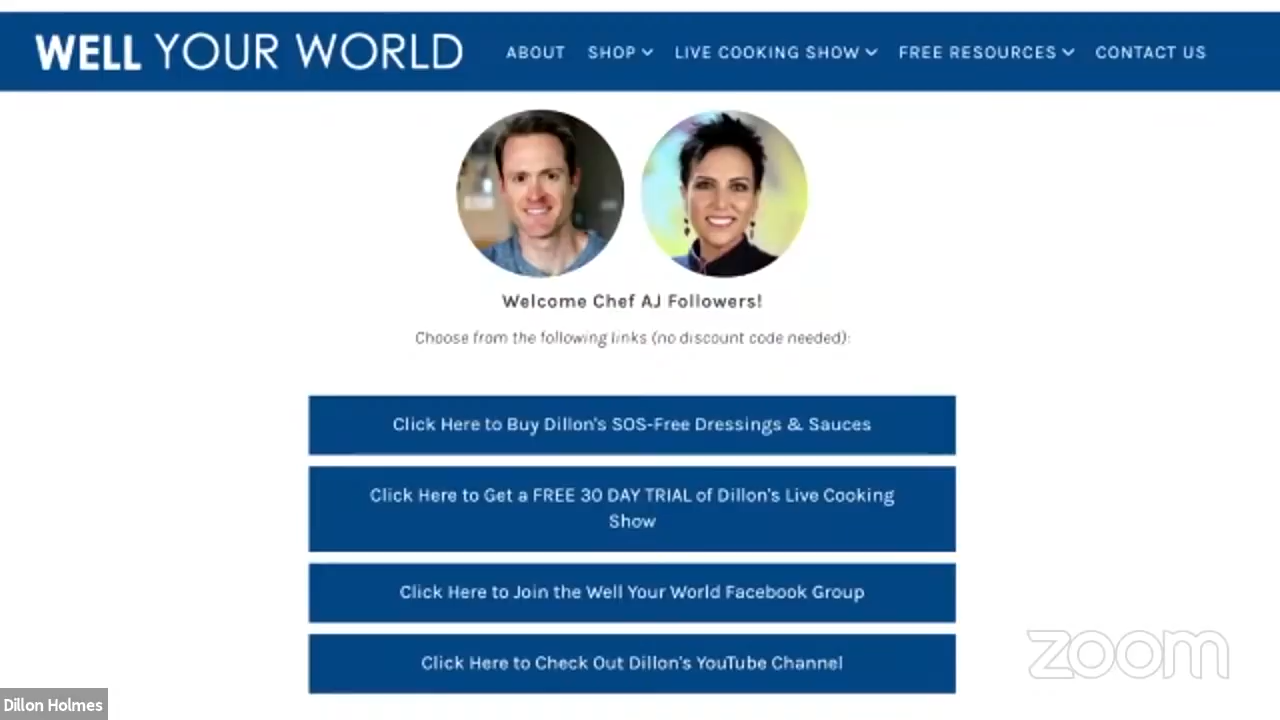 WELL YOUR WORLD ABOUT SHOP LIVE COOKING SHOW FREE RESOURCES CONTACT US
Welcome Chef AJ Followers!
Choose from the following links (no discount code needed):
Click Here to Buy Dillon's SOS-Free Dressings & Sauces
Click Here to Get a FREE 30 DAY TRIAL of Dillon's Live Cooking
Show
Click Here to Join the Well Your World Facebook Group
Click Here to Check Out Dillon's YouTube Channel
zoom
Dillon Holmes